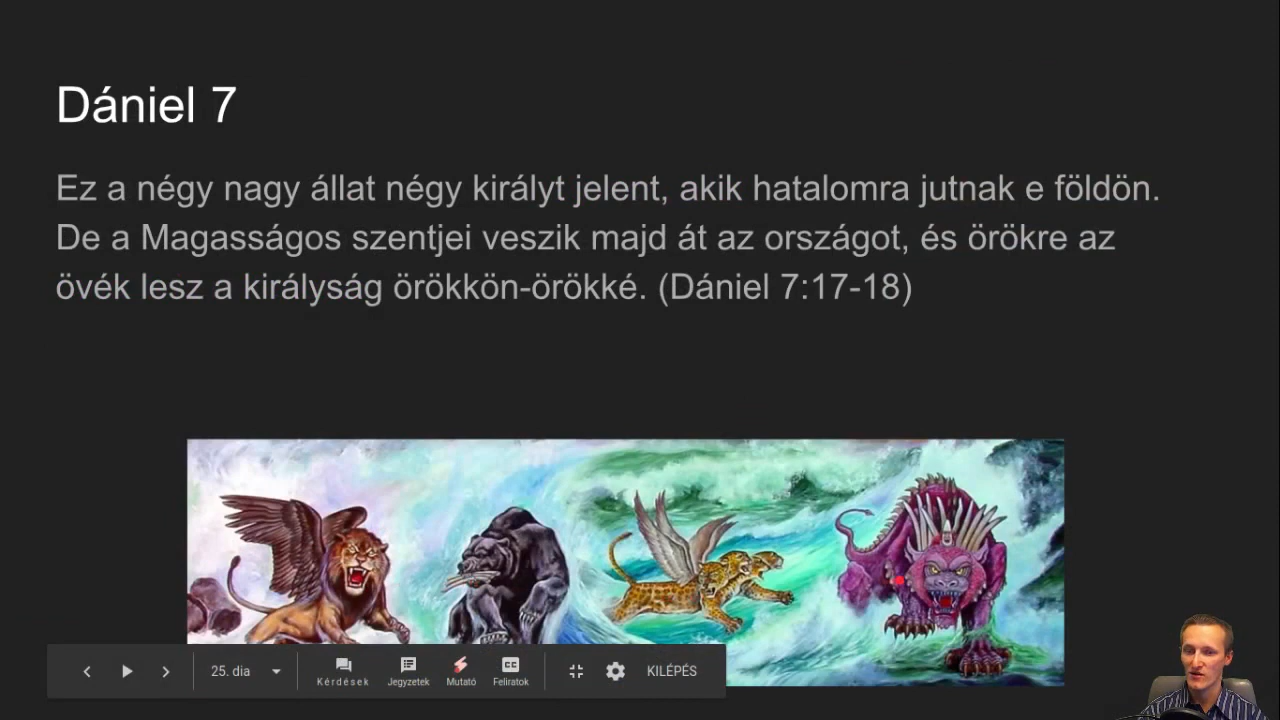 Dániel 7
Ez a négy nagy állat négy királyt jelent, akik hatalomra jutnak e földön.
De a Magasságos szentjei veszik majd át az országot, és örökre az
övék lesz a királyság örökkön-örökké. (Dániel 7:17-18)
25. dia
Kérdések
Jegyzetek
Mutató
CC
Feliratok
KILÉPÉS